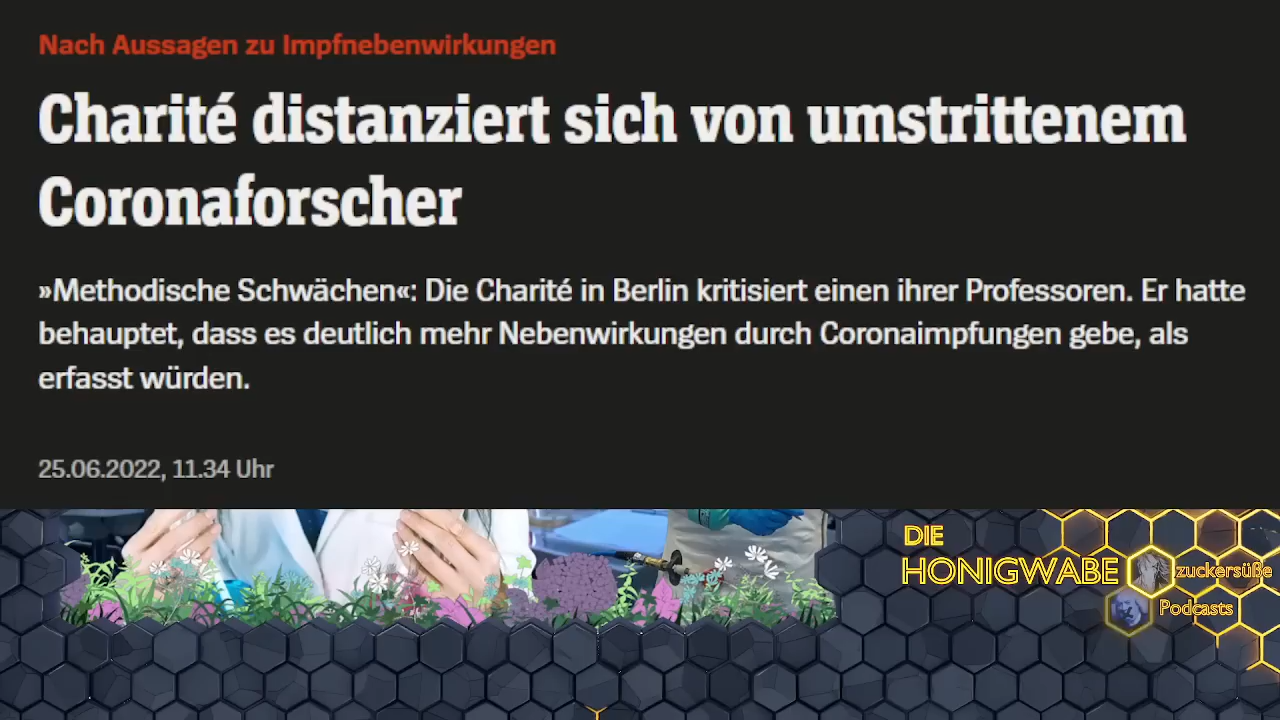 Nach Aussagen zu Impfnebenwirkungen
Charité distanziert sich von umstrittenem
Coronaforscher
»Methodische Schwächen«: Die Charité in Berlin kritisiert einen ihrer Professoren. Er hatte
behauptet, dass es deutlich mehr Nebenwirkungen durch Coronaimpfungen gebe, als
erfasst würden.
25.06.2022, 11.34 Uhr
DIE
HONIGWABE
zuckersüße
Podcasts